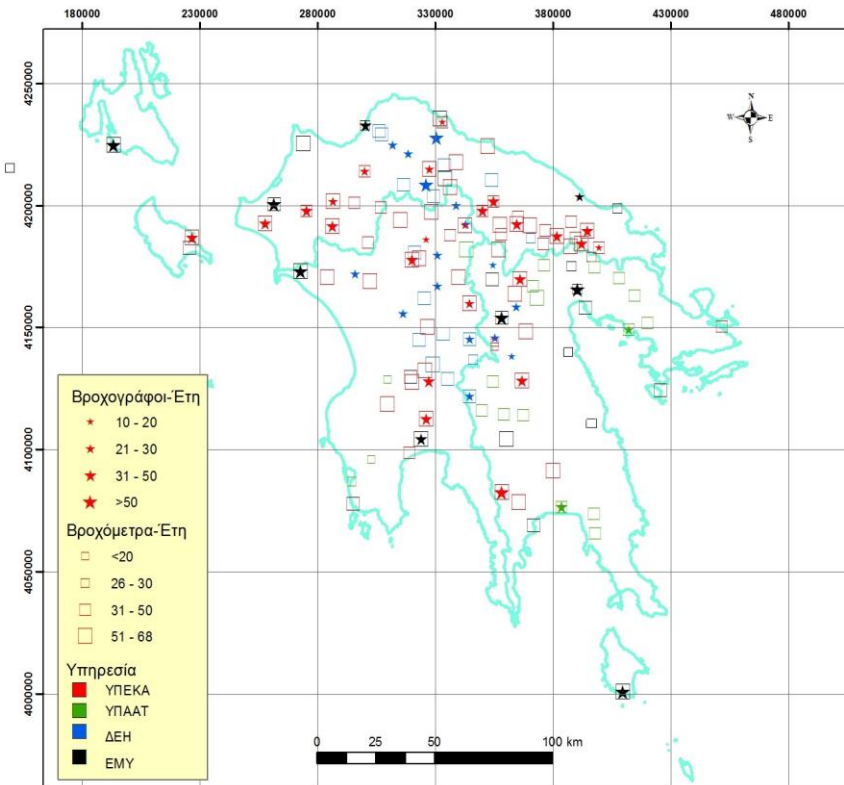 180000 230000 280000 330000 380000 430000 480000
4250000
4200000
4150000
4100000
4050000
4000000
N
W E
S
Βροχογράφοι-Έτη
10 - 20
21 - 30
31 - 50
>50
Βροχόμετρα-Έτη
<20
26 - 30
31 - 50
51 - 68
Υπηρεσία
ΥΠΕΚΑ
ΥΠΑΑΤ
ΔΕΗ
ΕΜΥ
0 25 50 100 km